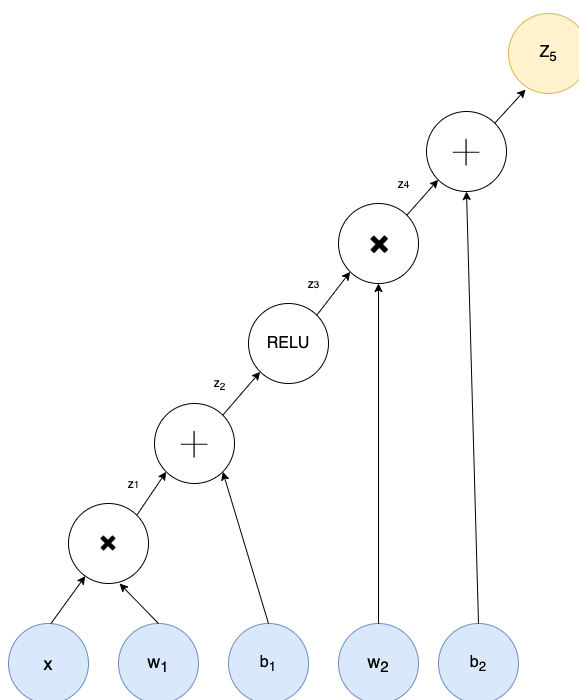 Z₅
+
z₄
✖
z₃
RELU
z₂
+
z₁
✖
x w₁ b₁ w₂ b₂